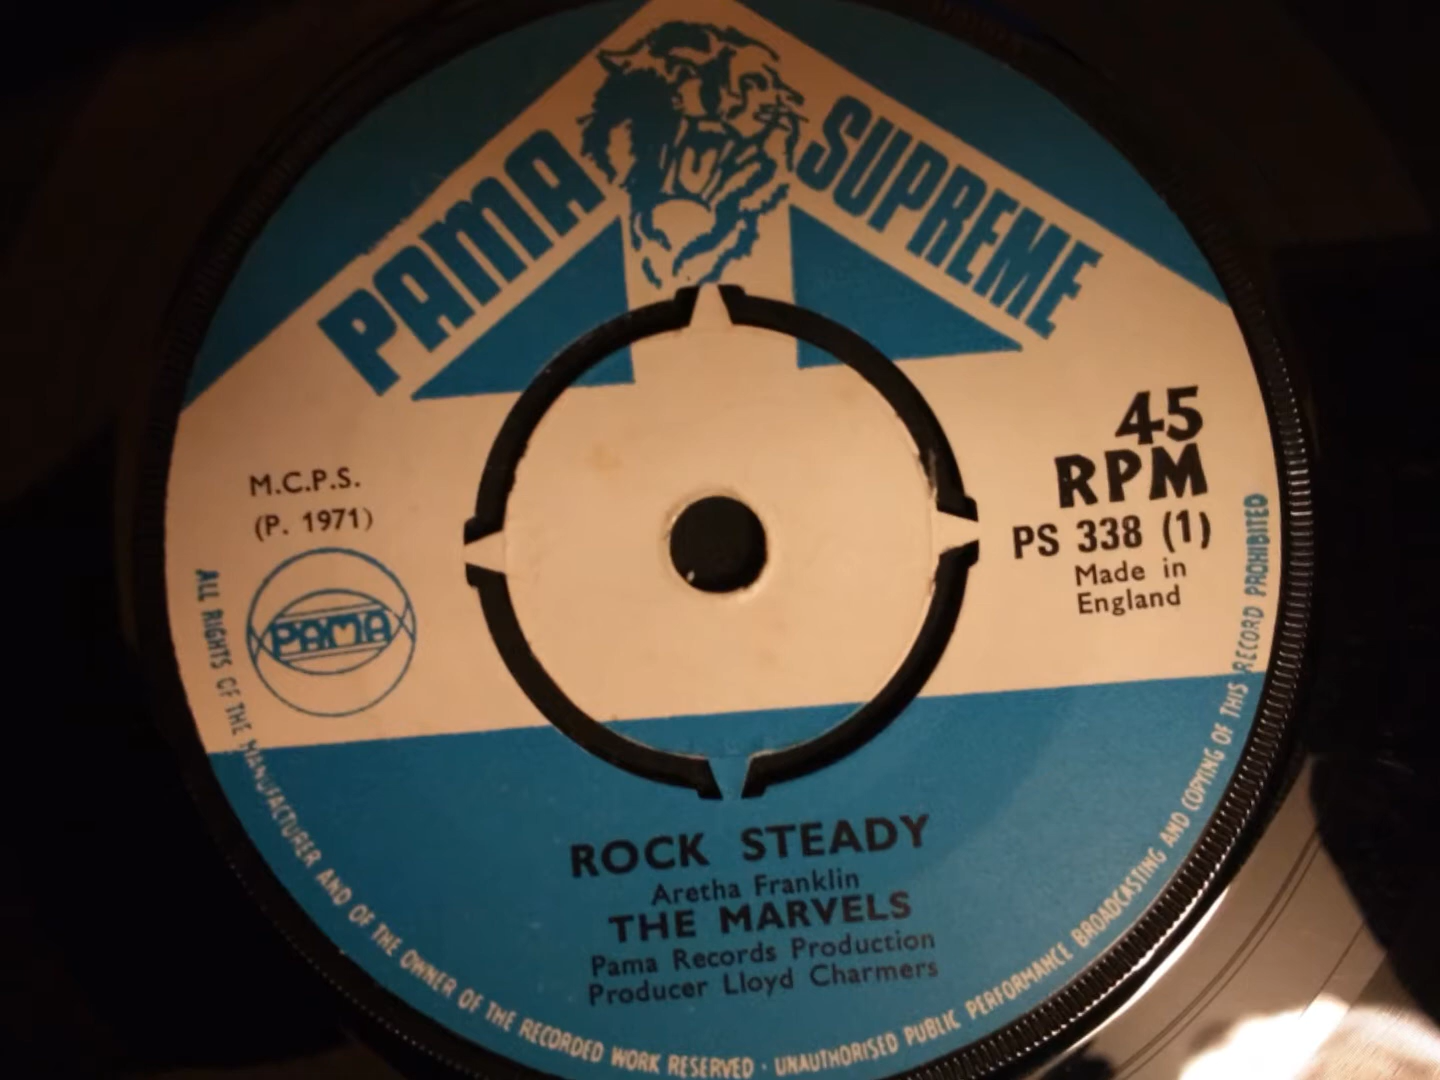 PAMA SUPREME
45
RPM
PS 338 (1)
Made in
England
M.C.P.S.
(P. 1971)
PAMA
ROCK STEADY
Aretha Franklin
THE MARVELS
Pama Records Production
Producer Lloyd Charmers
ALL RIGHTS OF THE MANUFACTURER AND OF THE OWNER OF THE RECORDED WORK RESERVED · UNAUTHORISED PUBLIC PERFORMANCE BROADCASTING AND COPYING OF THIS RECORD PROHIBITED